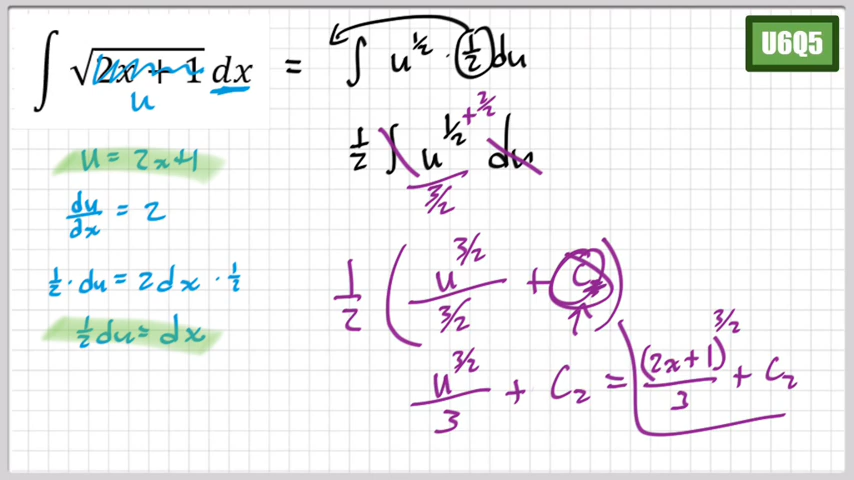 ∫ √(2x + 1) dx = ∫ u^(1/2) · (1/2) du
U6Q5
u
1/2 ∫ u^(1/2 + 2/2) du
3/2
u = 2x+1
du/dx = 2
1/2 · du = 2dx · 1/2
1/2 du = dx
1/2 ( u^(3/2) / (3/2) + C )
u^(3/2) / 3 + C₂ = (2x+1)^(3/2) / 3 + C₂